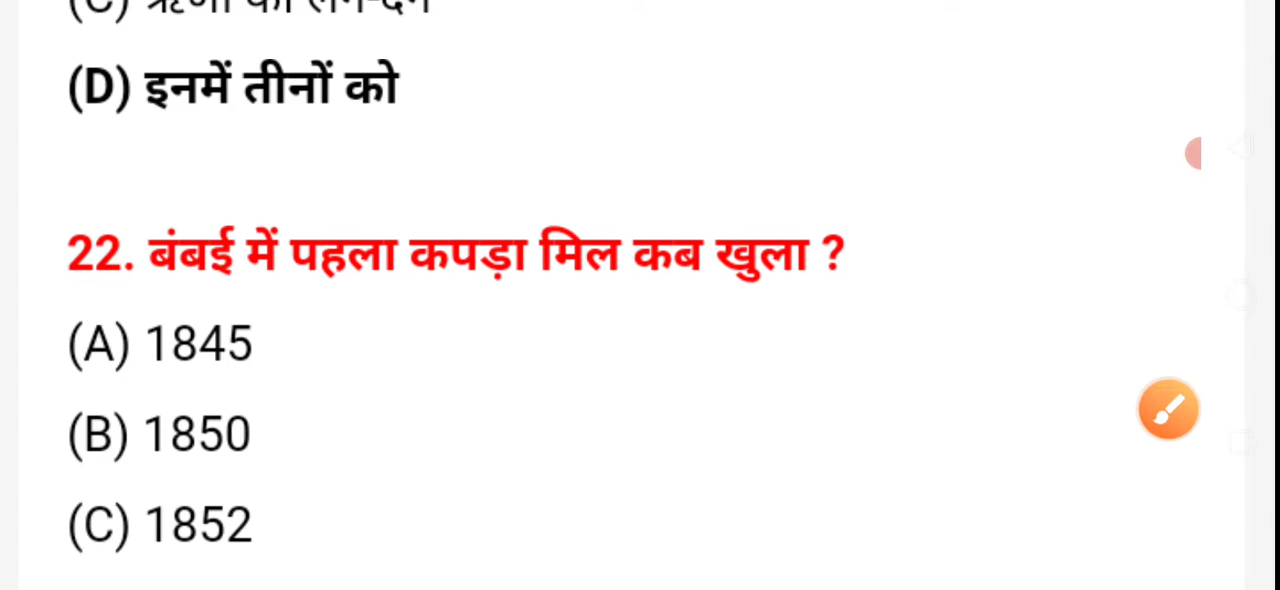 (D) इनमें तीनों को
22. बंबई में पहला कपड़ा मिल कब खुला ?
(A) 1845
(B) 1850
(C) 1852